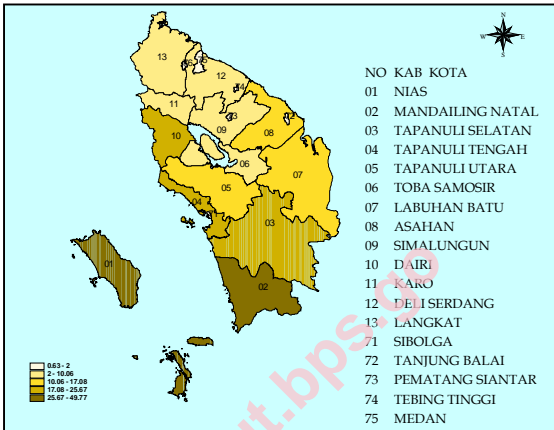 N
W E
S
NO KAB KOTA
01 NIAS
02 MANDAILING NATAL
03 TAPANULI SELATAN
04 TAPANULI TENGAH
05 TAPANULI UTARA
06 TOBA SAMOSIR
07 LABUHAN BATU
08 ASAHAN
09 SIMALUNGUN
10 DAIRI
11 KARO
12 DELI SERDANG
13 LANGKAT
71 SIBOLGA
72 TANJUNG BALAI
73 PEMATANG SIANTAR
74 TEBING TINGGI
75 MEDAN
13
12
11
09
08
10
06
07
05
04
03
01
02
0.63 - 2
2 - 10.06
10.06 - 17.08
17.08 - 25.67
25.67 - 49.77
ut.bps.go